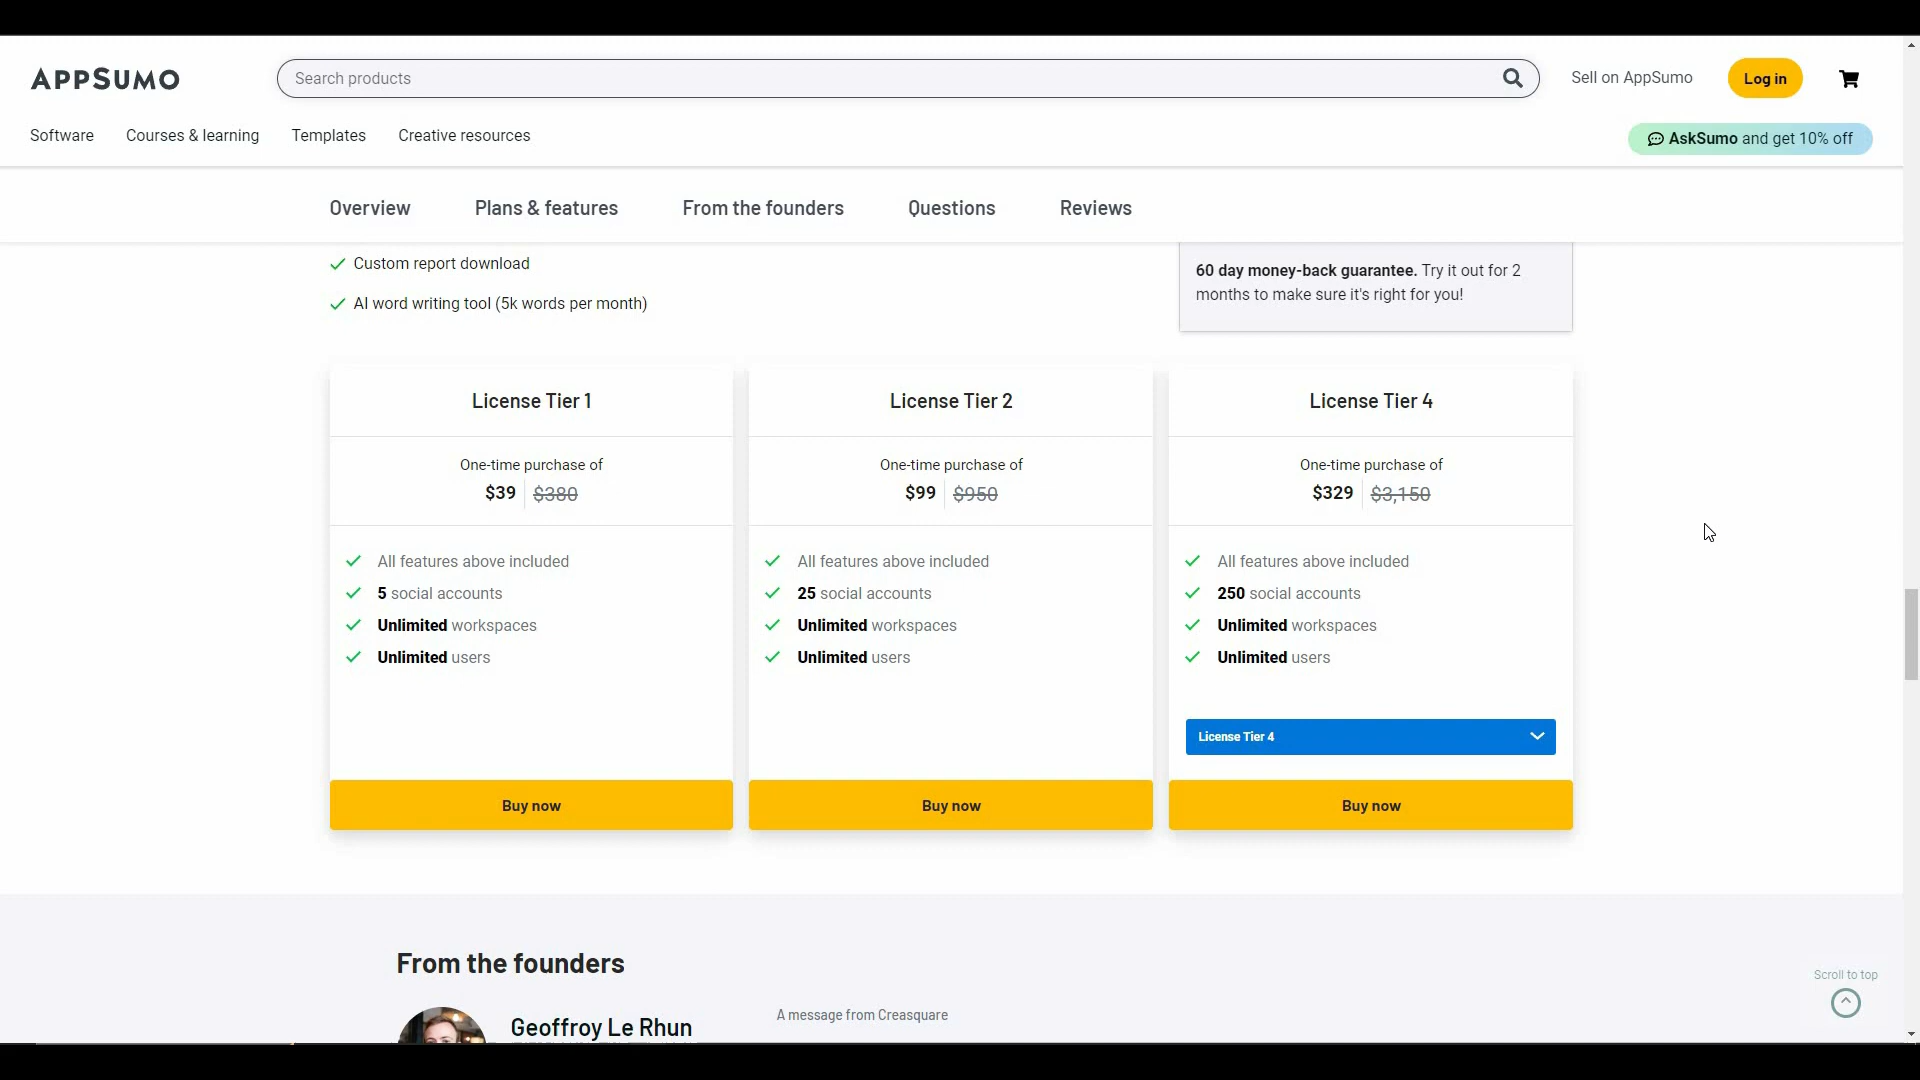 APPSUMO
Search products
Sell on AppSumo
Log in
Software
Courses & learning
Templates
Creative resources
AskSumo and get 10% off
Overview
Plans & features
From the founders
Questions
Reviews
Custom report download
AI word writing tool (5k words per month)
60 day money-back guarantee. Try it out for 2
months to make sure it's right for you!
License Tier 1
One-time purchase of
$39 $380
All features above included
5 social accounts
Unlimited workspaces
Unlimited users
Buy now
License Tier 2
One-time purchase of
$99 $950
All features above included
25 social accounts
Unlimited workspaces
Unlimited users
Buy now
License Tier 4
One-time purchase of
$329 $3,150
All features above included
250 social accounts
Unlimited workspaces
Unlimited users
License Tier 4
Buy now
From the founders
Geoffroy Le Rhun
A message from Creasquare
Scroll to top